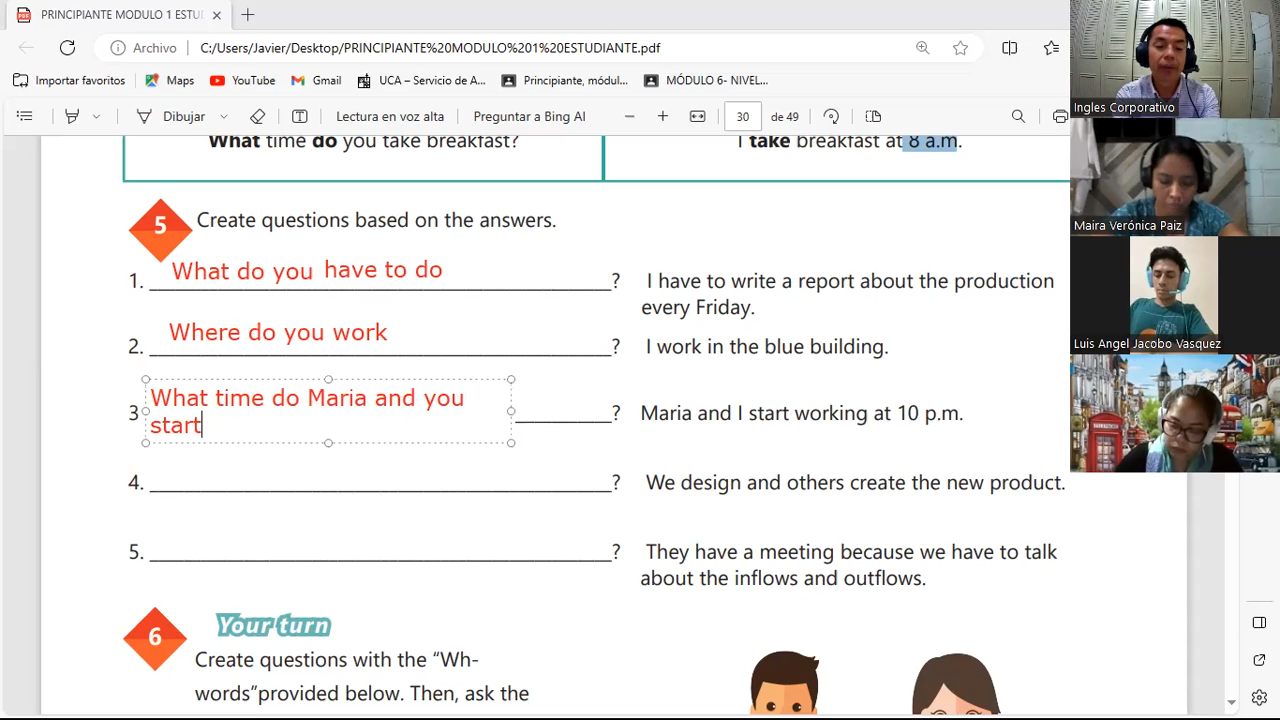 PRINCIPIANTE MODULO 1 ESTUD
Archivo
C:/Users/Javier/Desktop/PRINCIPIANTE%20MODULO%201%20ESTUDIANTE.pdf
Importar favoritos
Maps
YouTube
Gmail
UCA – Servicio de A...
Principiante, módul...
MÓDULO 6- NIVEL...
Dibujar
Lectura en voz alta
Preguntar a Bing AI
30
de 49
What time do you take breakfast?
I take breakfast at 8 a.m.
5 Create questions based on the answers.
1. What do you have to do ? I have to write a report about the production
every Friday.
2. Where do you work ? I work in the blue building.
3 What time do Maria and you
start ? Maria and I start working at 10 p.m.
4. ? We design and others create the new product.
5. ? They have a meeting because we have to talk
about the inflows and outflows.
6 Your turn
Create questions with the “Wh-
words”provided below. Then, ask the
Ingles Corporativo
Maira Verónica Paiz
Luis Angel Jacobo Vasquez